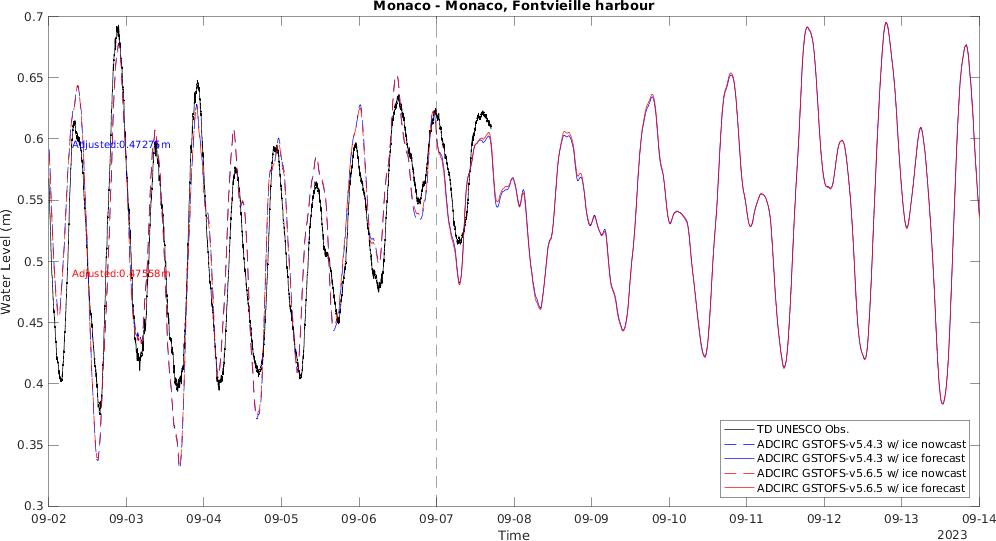 Monaco - Monaco, Fontvieille harbour
0.7
0.65
0.6
0.55
0.5
0.45
0.4
0.35
0.3
Water Level (m)
Adjusted:0.47275m
Adjusted:0.47558m
TD UNESCO Obs.
ADCIRC GSTOFS-v5.4.3 w/ ice nowcast
ADCIRC GSTOFS-v5.4.3 w/ ice forecast
ADCIRC GSTOFS-v5.6.5 w/ ice nowcast
ADCIRC GSTOFS-v5.6.5 w/ ice forecast
09-02 09-03 09-04 09-05 09-06 09-07 09-08 09-09 09-10 09-11 09-12 09-13 09-14
Time
2023